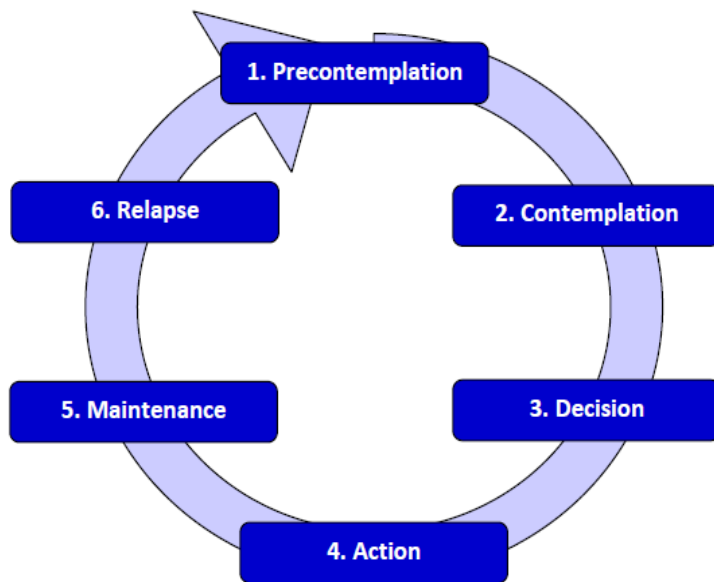 1. Precontemplation
2. Contemplation
3. Decision
4. Action
5. Maintenance
6. Relapse